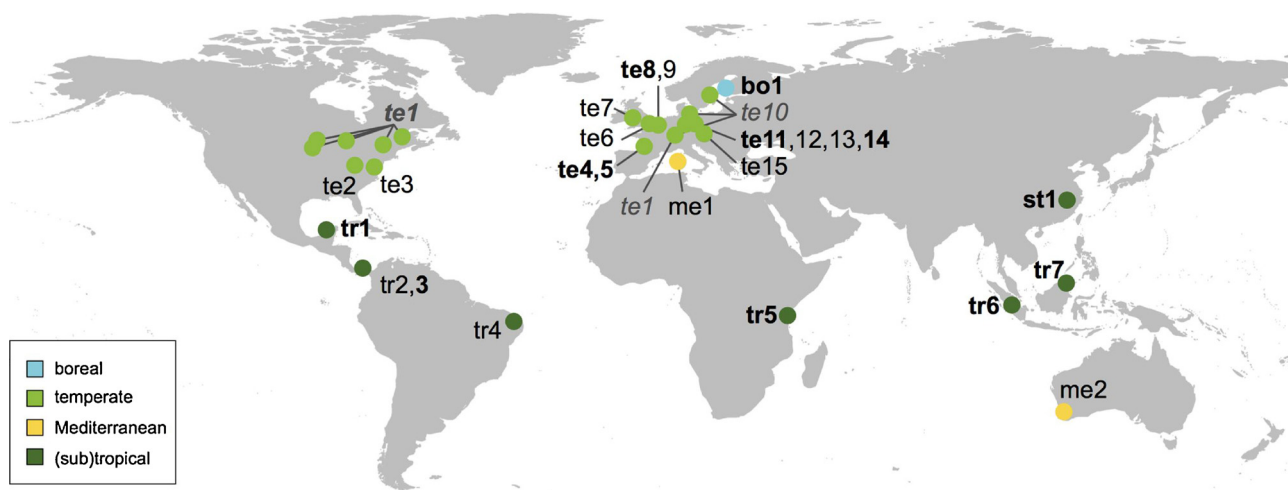 te8,9
bo1
te1
te7
te10
te6
te11,12,13,14
te4,5
te15
te2
te3
te1
me1
st1
tr1
tr7
tr2,3
tr6
tr5
tr4
me2
boreal
temperate
Mediterranean
(sub)tropical